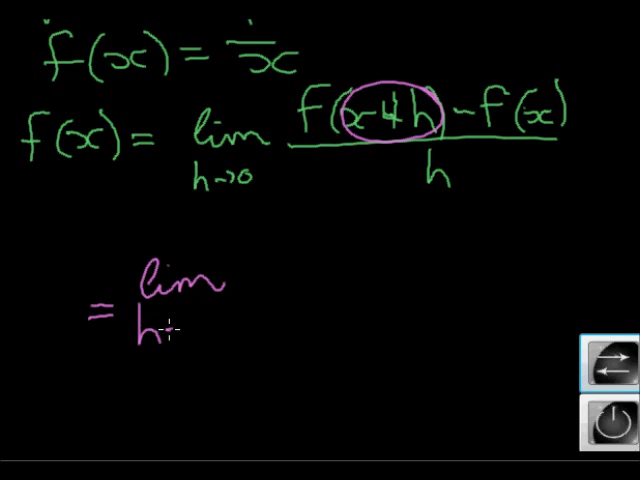 f(x) = 1/x
f(x) = lim h→0 (f(x+h) - f(x))/h
= lim h-